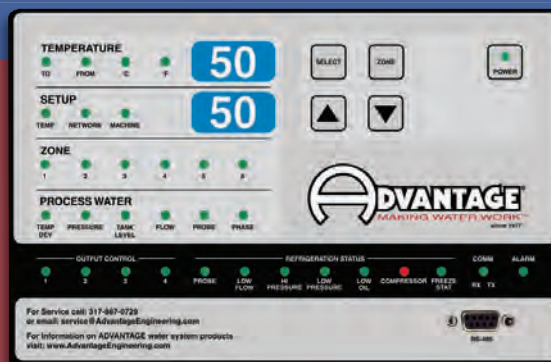 TEMPERATURE
50
TO FROM °C °F
SELECT ZONE POWER
SETUP
50
TEMP NETWORK MACHINE
ZONE
1 2 3 4 5 6
ADVANTAGE
MAKING WATER WORK™
since 1977
PROCESS WATER
TEMP DEV PRESSURE TANK LEVEL FLOW PROBE PHASE
OUTPUT CONTROL REFRIGERATION STATUS COMM ALARM
1 2 3 4 PROBE LOW FLOW HI PRESSURE LOW PRESSURE LOW OIL COMPRESSOR FREEZE STAT RX TX
For Service call: 317-887-0729
or email: service@AdvantageEngineering.com
For Information on ADVANTAGE water system products
visit: www.AdvantageEngineering.com
RS-485